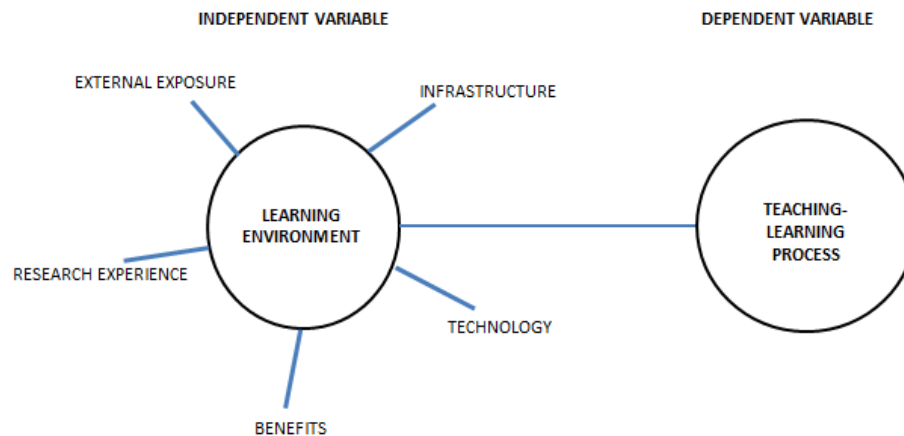 INDEPENDENT VARIABLE
DEPENDENT VARIABLE
EXTERNAL EXPOSURE
INFRASTRUCTURE
LEARNING
ENVIRONMENT
TEACHING-
LEARNING
PROCESS
RESEARCH EXPERIENCE
TECHNOLOGY
BENEFITS